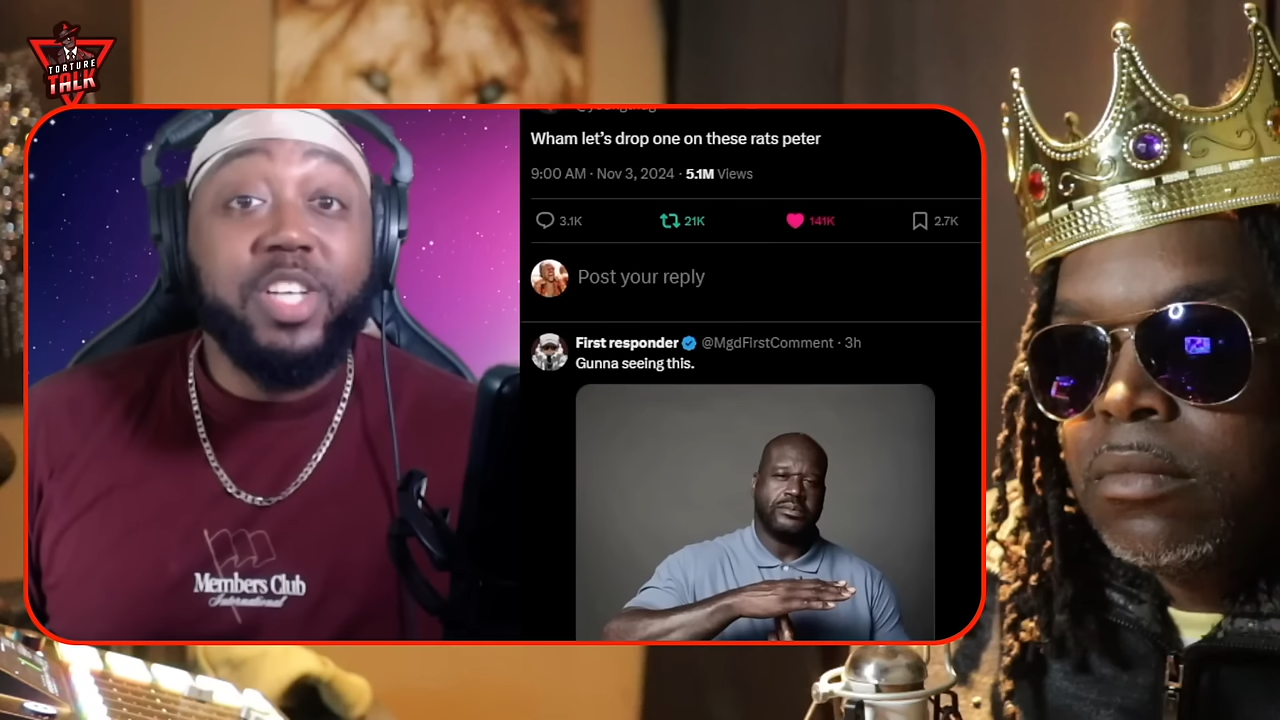 TORTURE
TALK
Wham let's drop one on these rats peter
9:00 AM · Nov 3, 2024 · 5.1M Views
3.1K 21K 141K 2.7K
Post your reply
First responder @MgdFIrstComment · 3h
Gunna seeing this.
Members Club
International